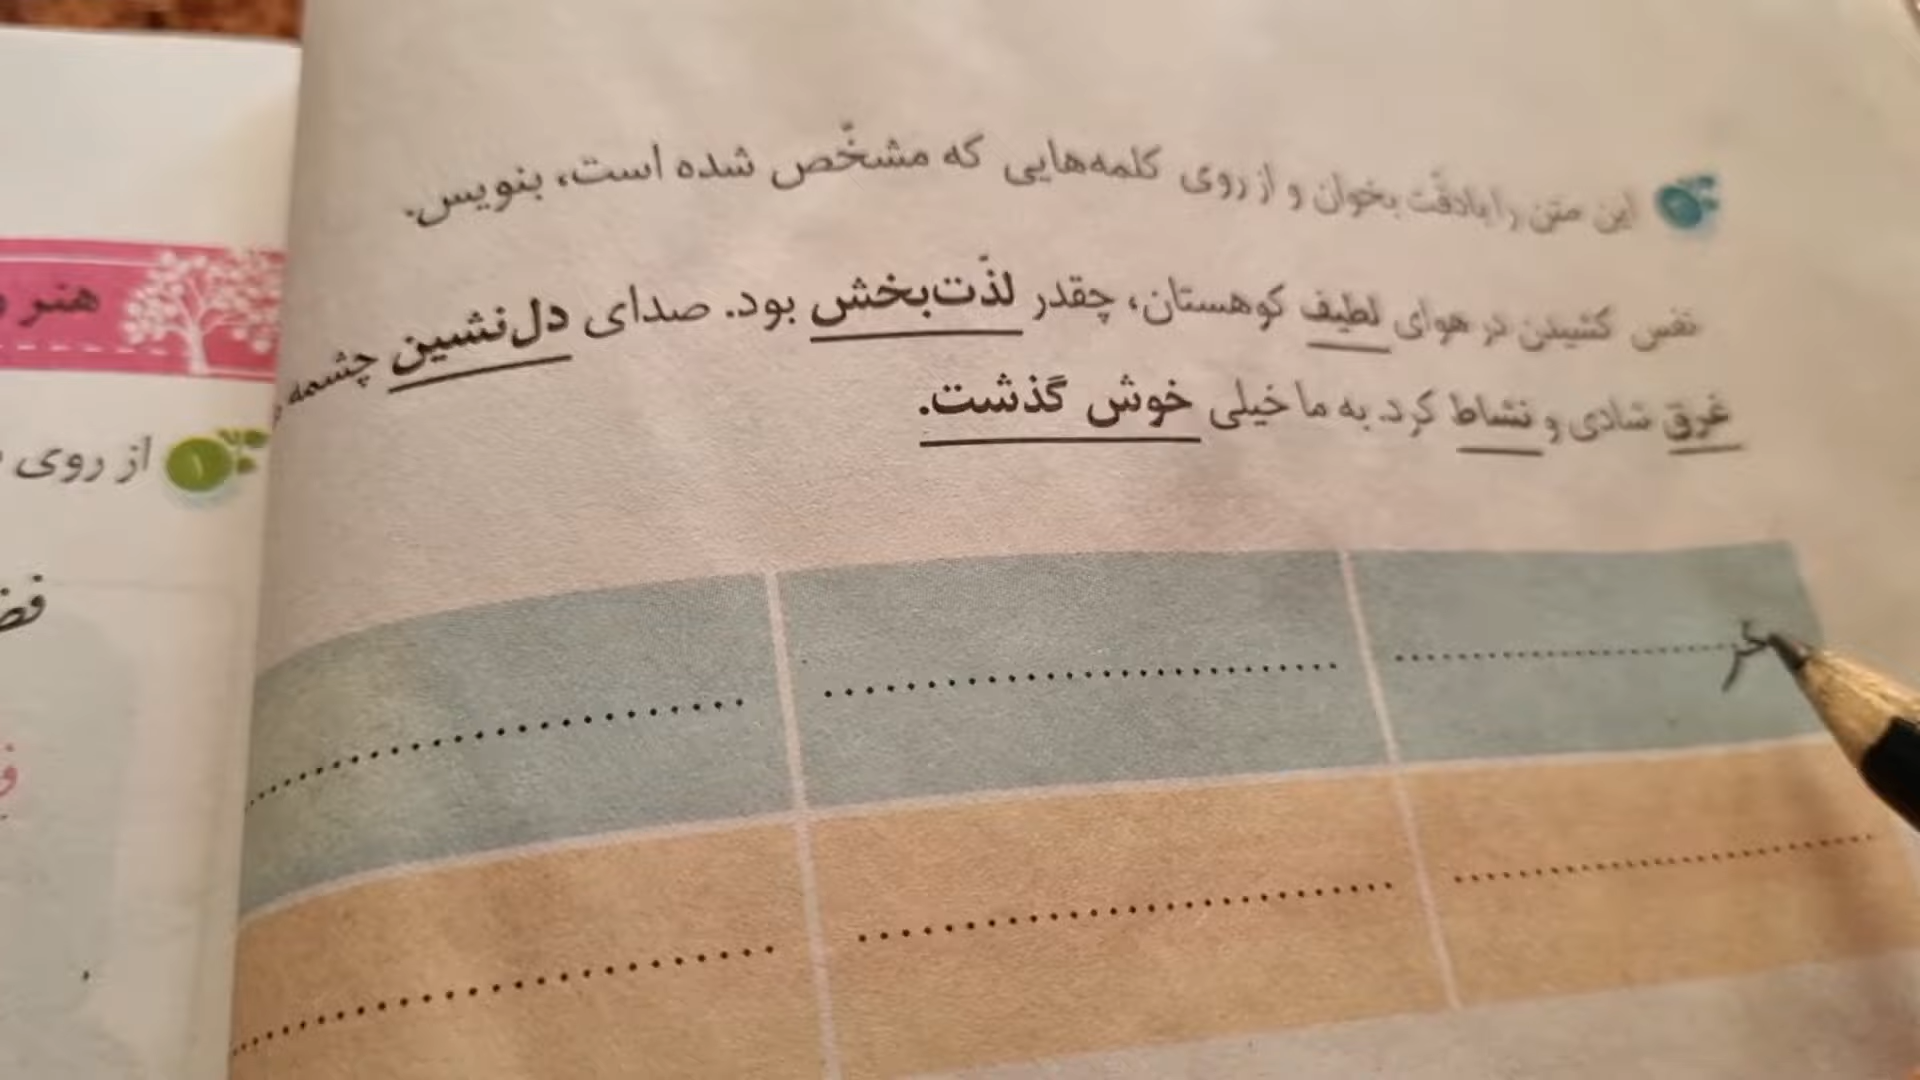 این متن را با دقّت بخوان و از روی کلمه‌هایی که مشخّص شده است، بنویس.
نفس کشیدن در هوای لطیف کوهستان، چقدر لذّت‌بخش بود. صدای دل‌نشین چشمه
غرق شادی و نشاط کرد. به ما خیلی خوش گذشت.
غر
هنر و
۱ از روی